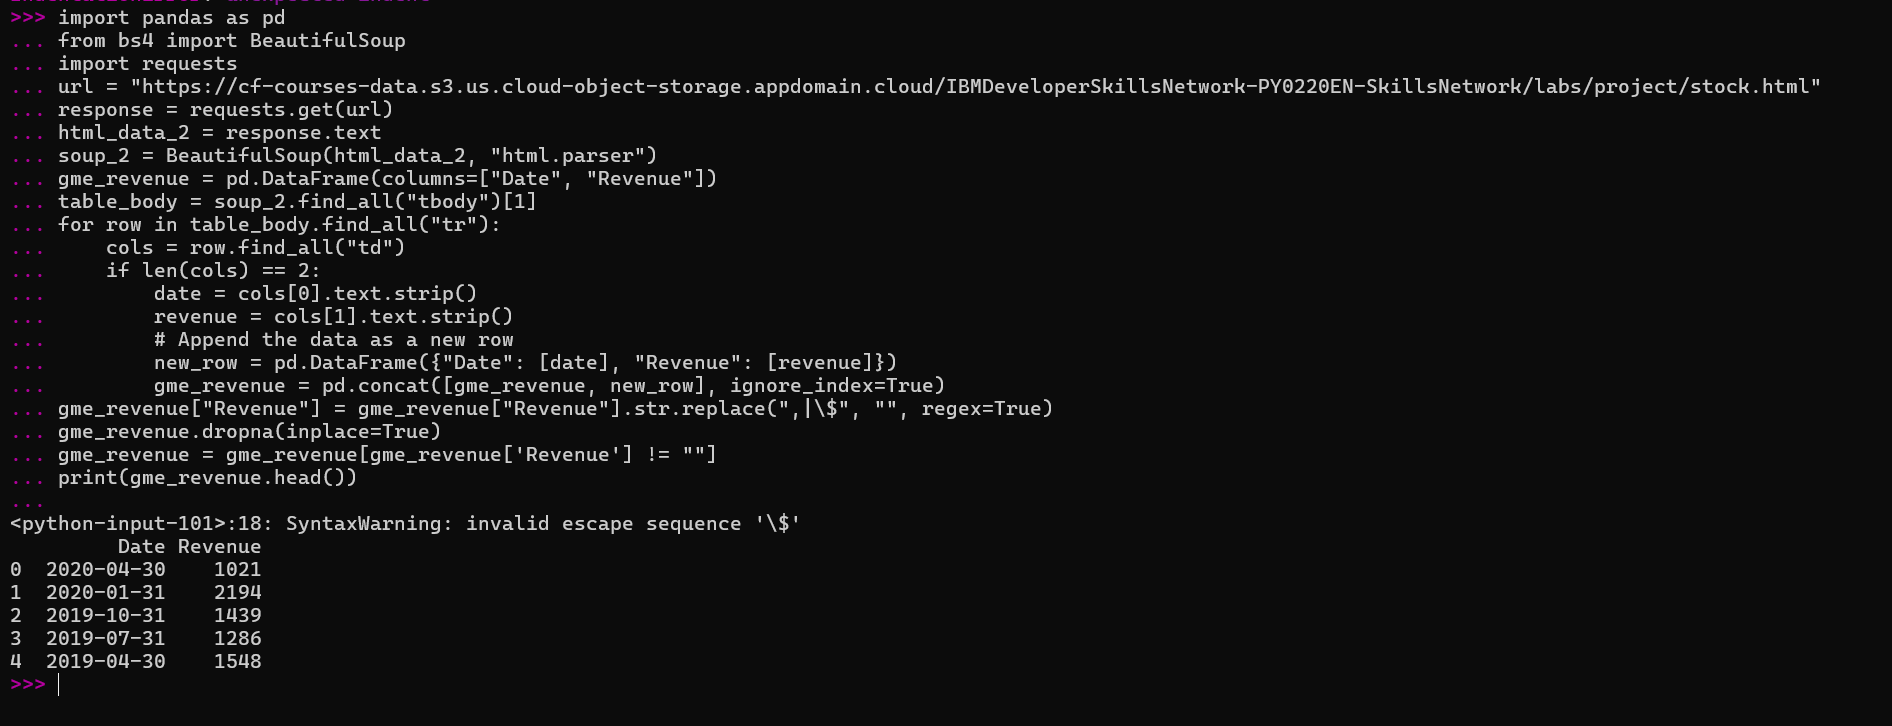 >>> import pandas as pd
... from bs4 import BeautifulSoup
... import requests
... url = "https://cf-courses-data.s3.us.cloud-object-storage.appdomain.cloud/IBMDeveloperSkillsNetwork-PY0220EN-SkillsNetwork/labs/project/stock.html"
... response = requests.get(url)
... html_data_2 = response.text
... soup_2 = BeautifulSoup(html_data_2, "html.parser")
... gme_revenue = pd.DataFrame(columns=["Date", "Revenue"])
... table_body = soup_2.find_all("tbody")[1]
... for row in table_body.find_all("tr"):
...     cols = row.find_all("td")
...     if len(cols) == 2:
...         date = cols[0].text.strip()
...         revenue = cols[1].text.strip()
...         # Append the data as a new row
...         new_row = pd.DataFrame({"Date": [date], "Revenue": [revenue]})
...         gme_revenue = pd.concat([gme_revenue, new_row], ignore_index=True)
... gme_revenue["Revenue"] = gme_revenue["Revenue"].str.replace(",|\$", "", regex=True)
... gme_revenue.dropna(inplace=True)
... gme_revenue = gme_revenue[gme_revenue['Revenue'] != ""]
... print(gme_revenue.head())
...
<python-input-101>:18: SyntaxWarning: invalid escape sequence '\$'
         Date Revenue
0  2020-04-30    1021
1  2020-01-31    2194
2  2019-10-31    1439
3  2019-07-31    1286
4  2019-04-30    1548
>>>